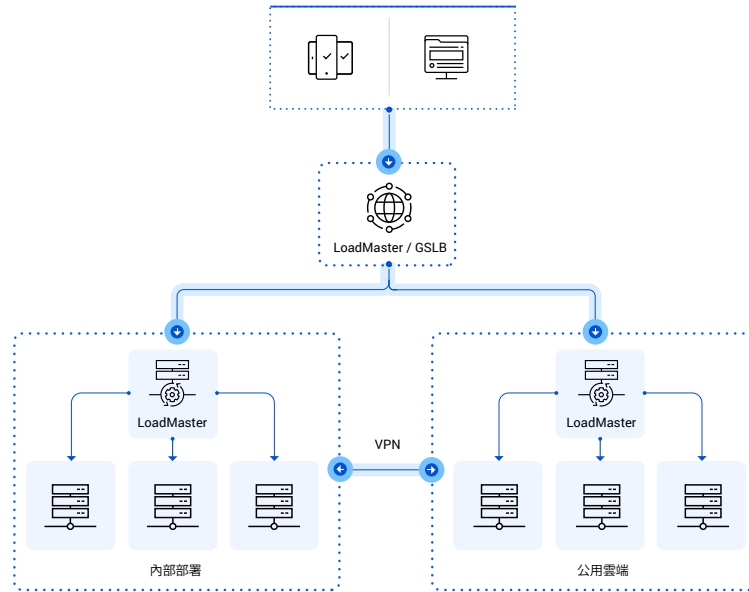 LoadMaster / GSLB
LoadMaster
LoadMaster
VPN
內部部署
公用雲端